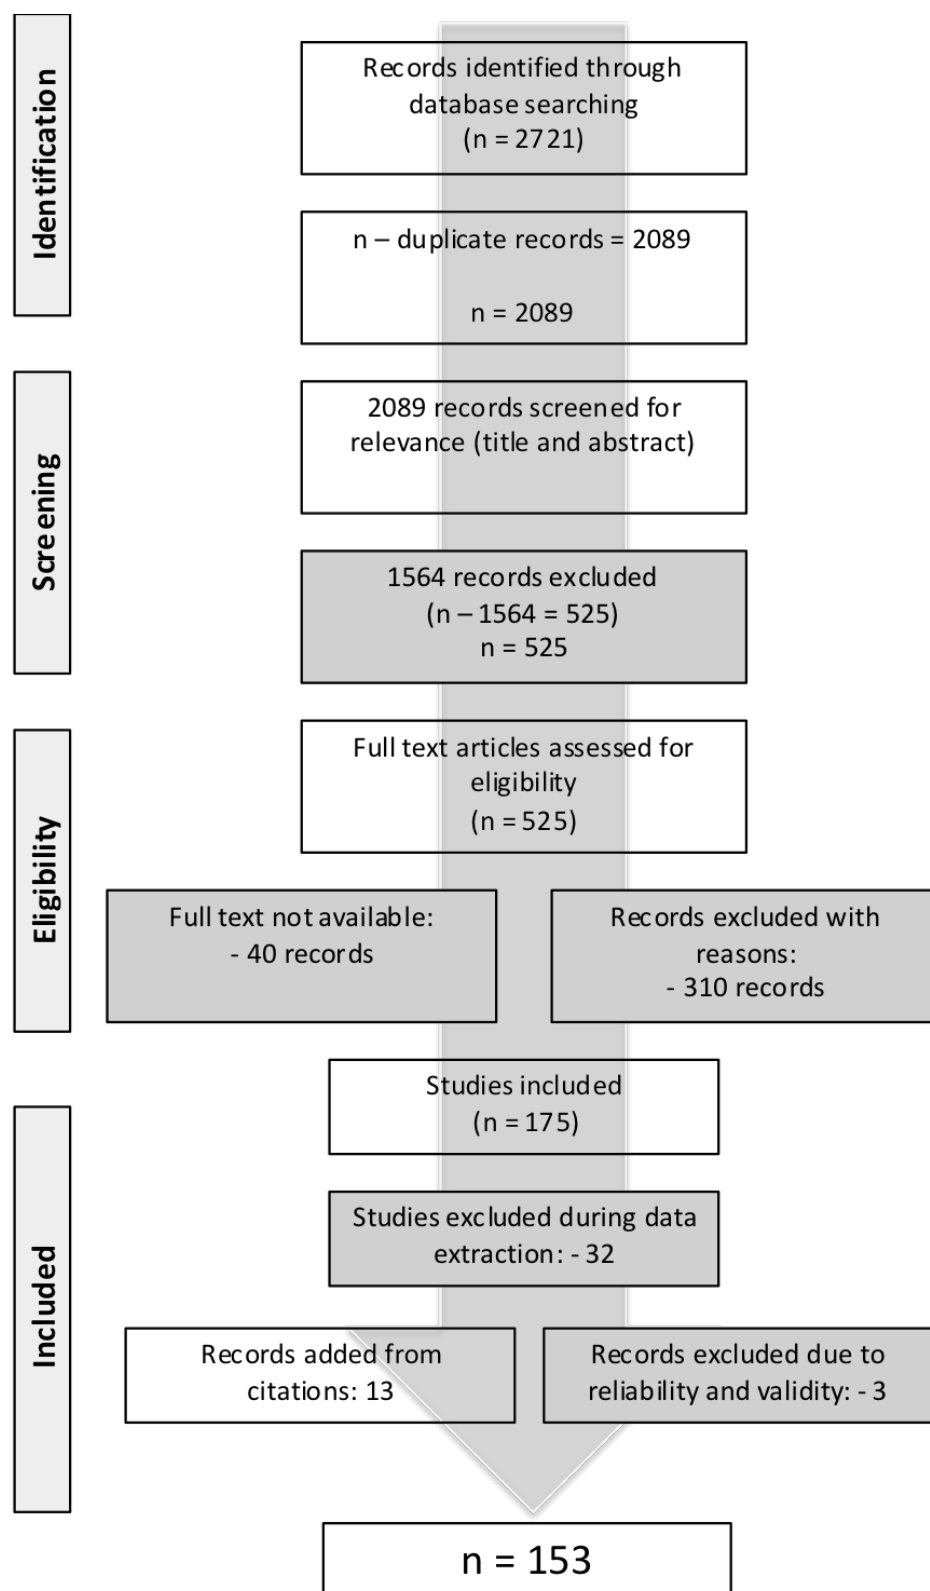 Identification
Records identified through
database searching
(n = 2721)
n – duplicate records = 2089
n = 2089
Screening
2089 records screened for
relevance (title and abstract)
1564 records excluded
(n – 1564 = 525)
n = 525
Eligibility
Full text articles assessed for
eligibility
(n = 525)
Full text not available:
- 40 records
Records excluded with
reasons:
- 310 records
Included
Studies included
(n = 175)
Studies excluded during data
extraction: - 32
Records added from
citations: 13
Records excluded due to
reliability and validity: - 3
n = 153